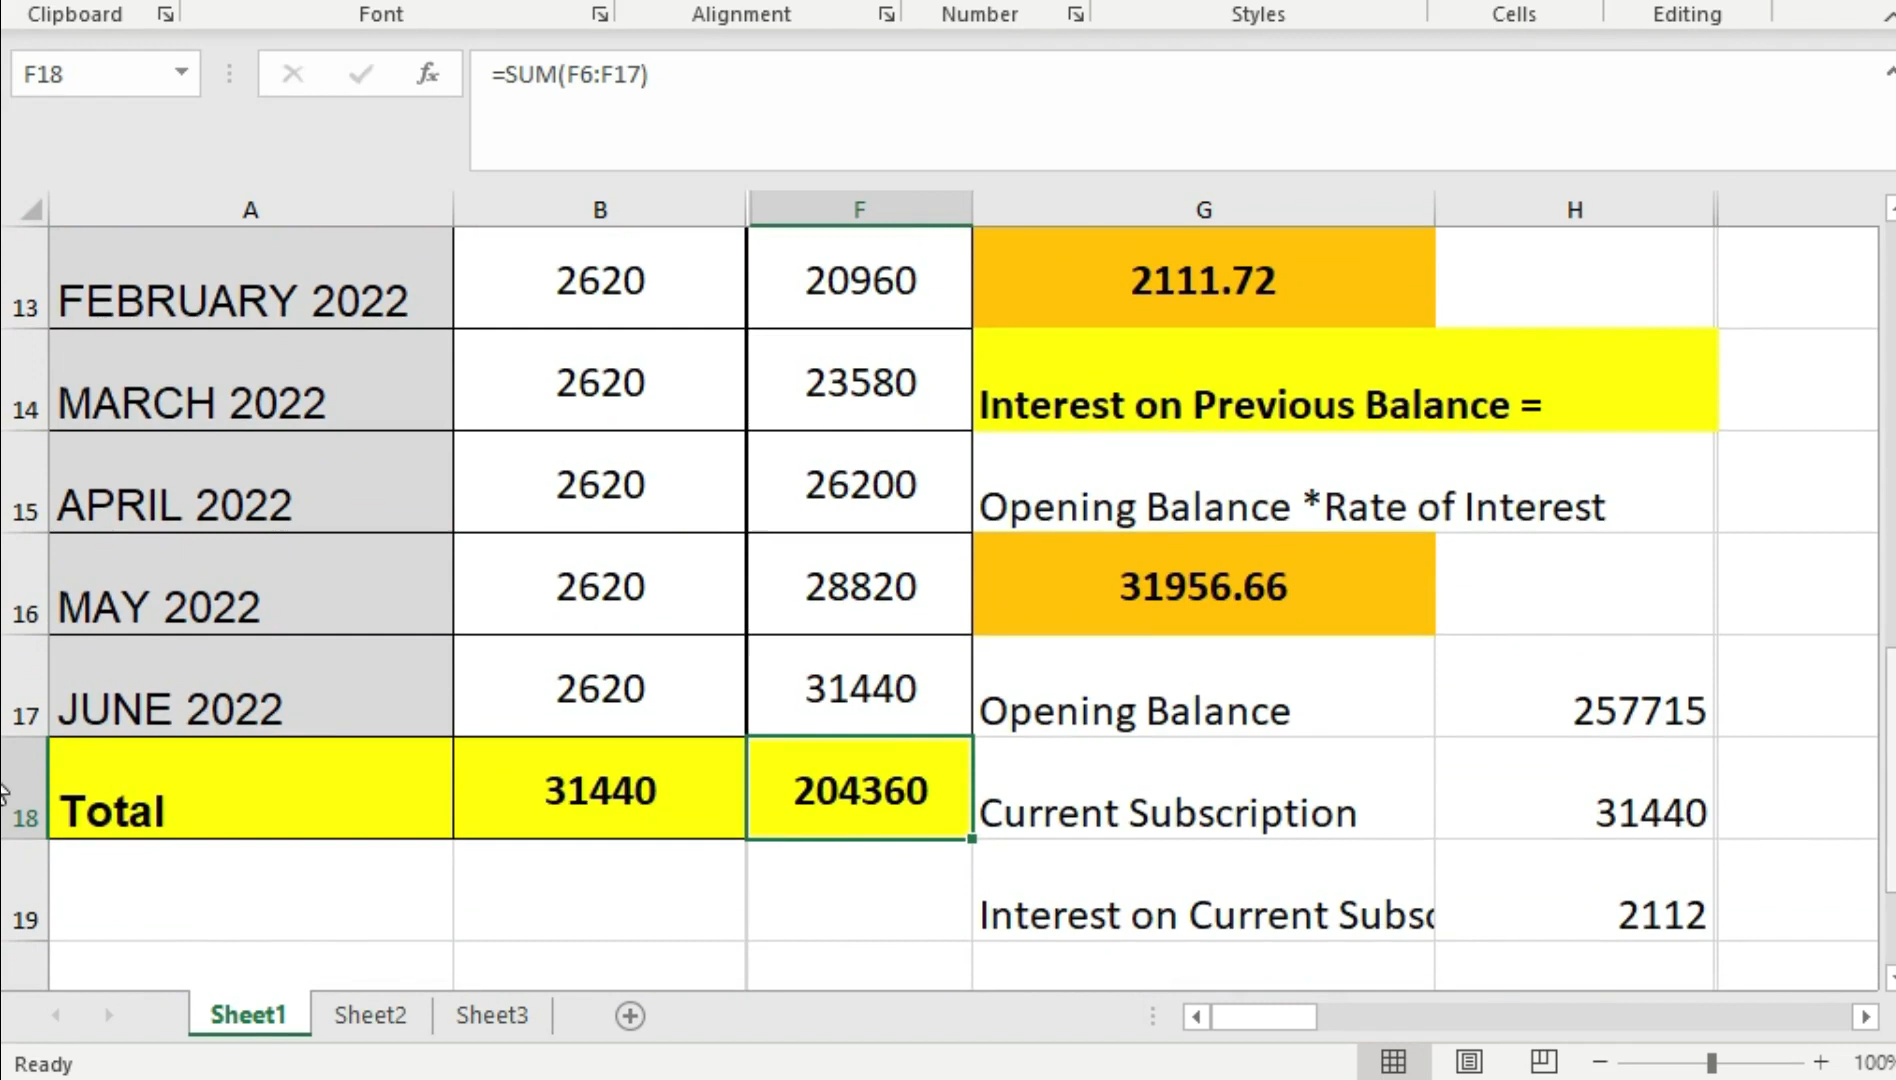 Clipboard Font Alignment Number Styles Cells Editing
F18 fx =SUM(F6:F17)
A B F G H
13 FEBRUARY 2022 2620 20960 2111.72
14 MARCH 2022 2620 23580 Interest on Previous Balance =
15 APRIL 2022 2620 26200 Opening Balance *Rate of Interest
16 MAY 2022 2620 28820 31956.66
17 JUNE 2022 2620 31440 Opening Balance 257715
18 Total 31440 204360 Current Subscription 31440
19 Interest on Current Subsc 2112
Sheet1 Sheet2 Sheet3
Ready 100%